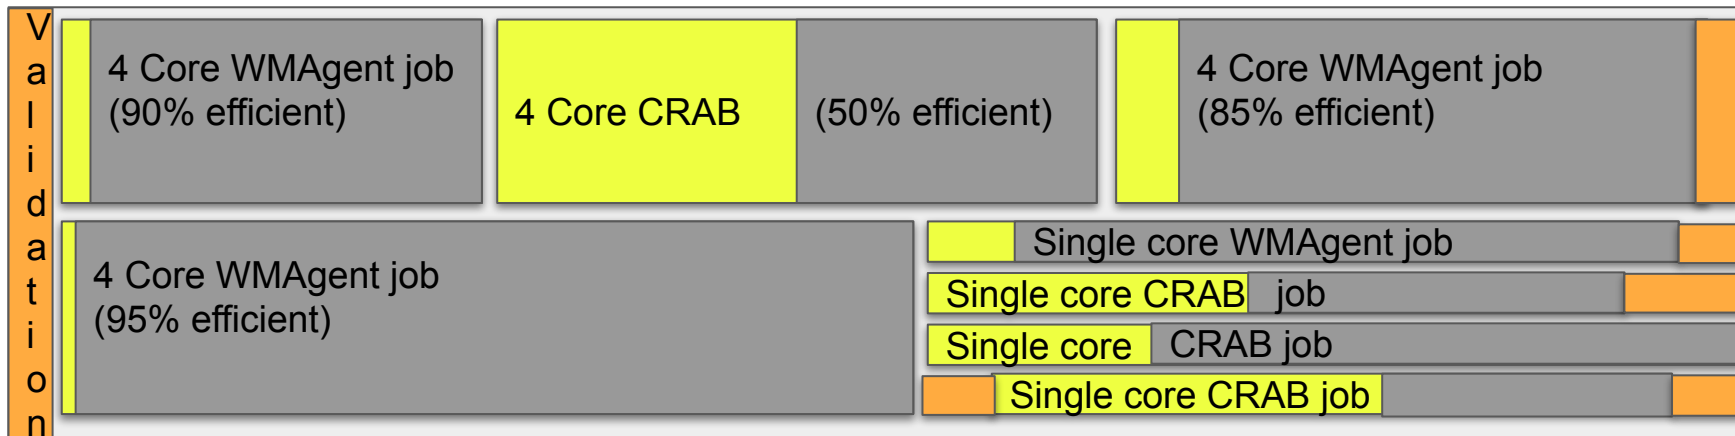 Validation
4 Core WMAgent job
(90% efficient)
4 Core CRAB (50% efficient)
4 Core WMAgent job
(85% efficient)
4 Core WMAgent job
(95% efficient)
Single core WMAgent job
Single core CRAB job
Single core CRAB job
Single core CRAB job